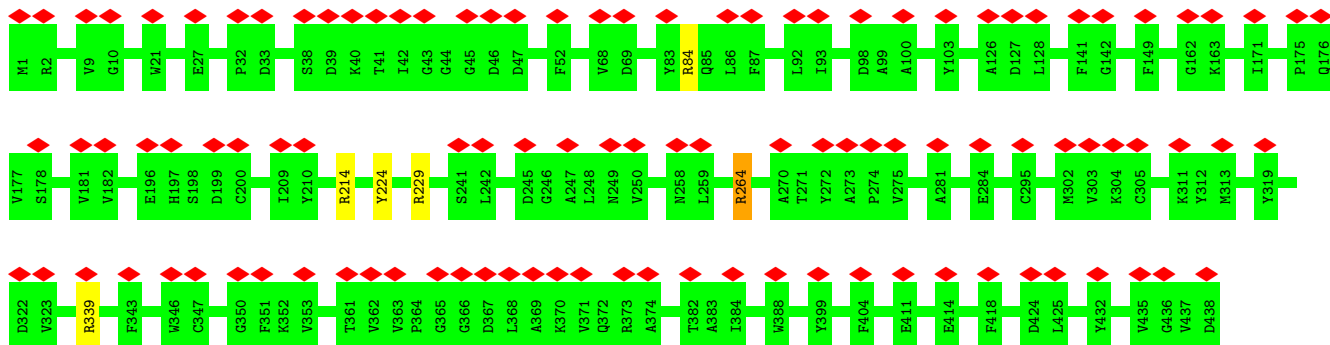 M1 R2 V9 G10 W21 E27 P32 D33 S38 D39 K40 T41 I42 G43 G44 G45 D46 D47 F52 V68 D69 Y83 R84 Q85 L86 F87 L92 I93 D98 A99 A100 Y103 A126 D127 L128 F141 G142 F149 G162 K163 I171 P175 Q176
V177 S178 V181 V182 E196 H197 S198 D199 C200 I209 Y210 R214 Y224 R229 S241 L242 D245 G246 A247 L248 N249 V250 N258 L259 R264 A270 T271 Y272 A273 P274 V275 A281 E284 C295 M302 V303 K304 C305 K311 Y312 M313 Y319
D322 V323 R339 F343 W346 C347 G350 F351 K352 V353 T361 V362 V363 P364 G365 G366 D367 L368 A369 K370 V371 Q372 R373 A374 T382 A383 I384 W388 Y399 F404 E411 E414 F418 D424 L425 Y432 V435 G436 V437 D438